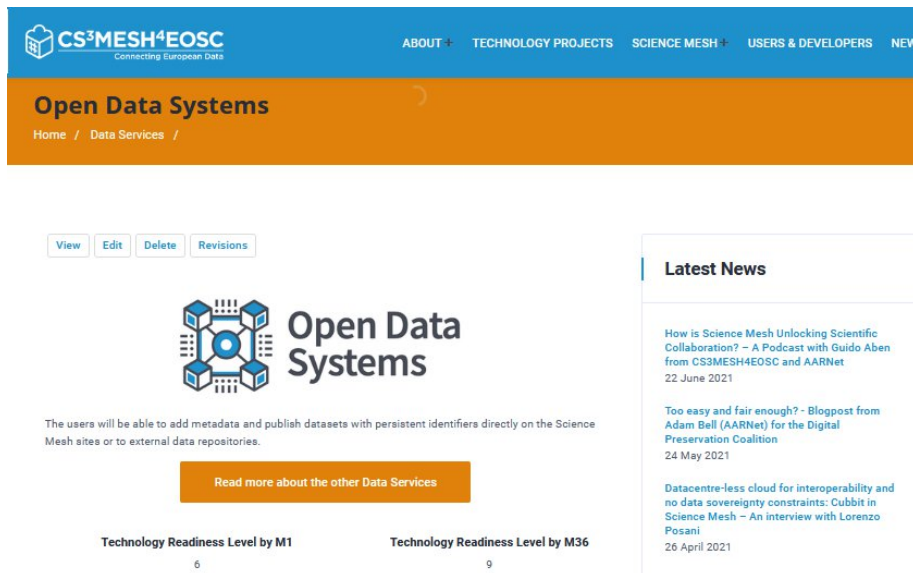 CS³MESH⁴EOSC
Connecting European Data
ABOUT + TECHNOLOGY PROJECTS SCIENCE MESH + USERS & DEVELOPERS
Open Data Systems
Home / Data Services /
View Edit Delete Revisions
Open Data
Systems
The users will be able to add metadata and publish datasets with persistent identifiers directly on the Science
Mesh sites or to external data repositories.
Read more about the other Data Services
Technology Readiness Level by M1 Technology Readiness Level by M36
6 9
Latest News
How is Science Mesh Unlocking Scientific
Collaboration? – A Podcast with Guido Aben
from CS3MESH4EOSC and AARNet
22 June 2021
Too easy and fair enough? - Blogpost from
Adam Bell (AARNet) for the Digital
Preservation Coalition
24 May 2021
Datacentre-less cloud for interoperability and
no data sovereignty constraints: Cubbit in
Science Mesh – An interview with Lorenzo
Posani
26 April 2021